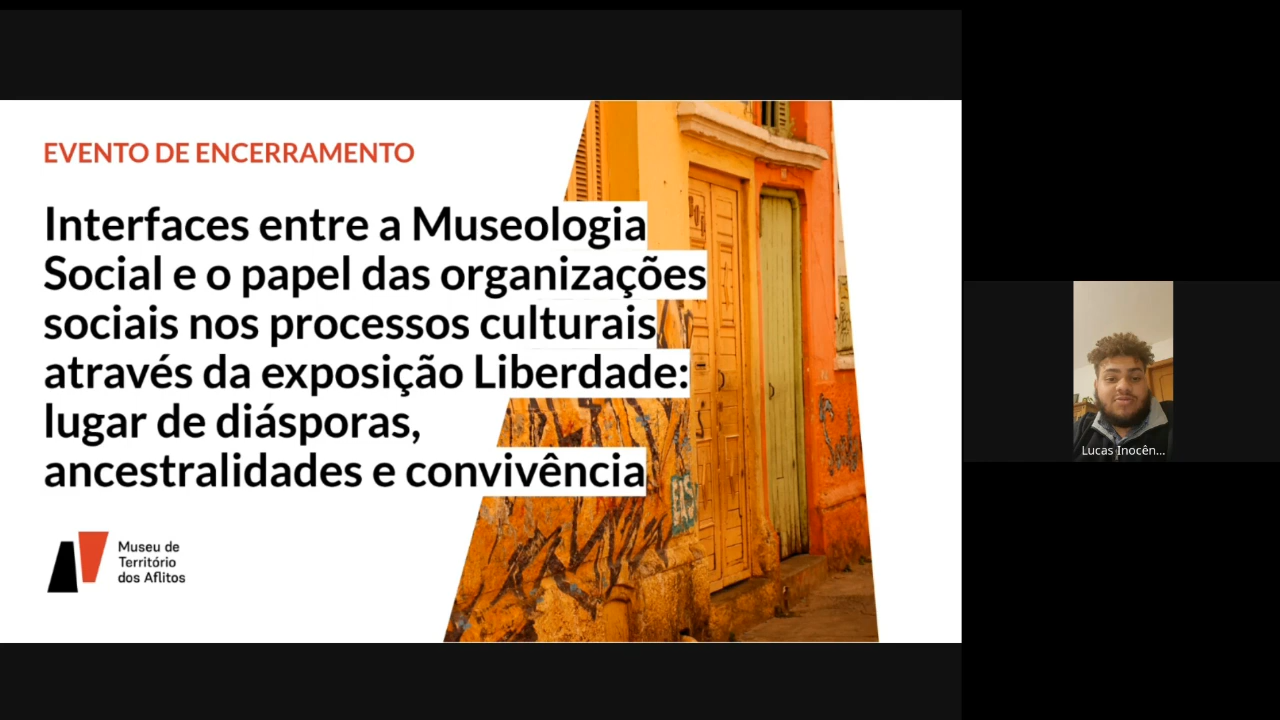 EVENTO DE ENCERRAMENTO
Interfaces entre a Museologia
Social e o papel das organizações
sociais nos processos culturais
através da exposição Liberdade:
lugar de diásporas,
ancestralidades e convivência
Museu de
Território
dos Aflitos
Lucas Inocên...